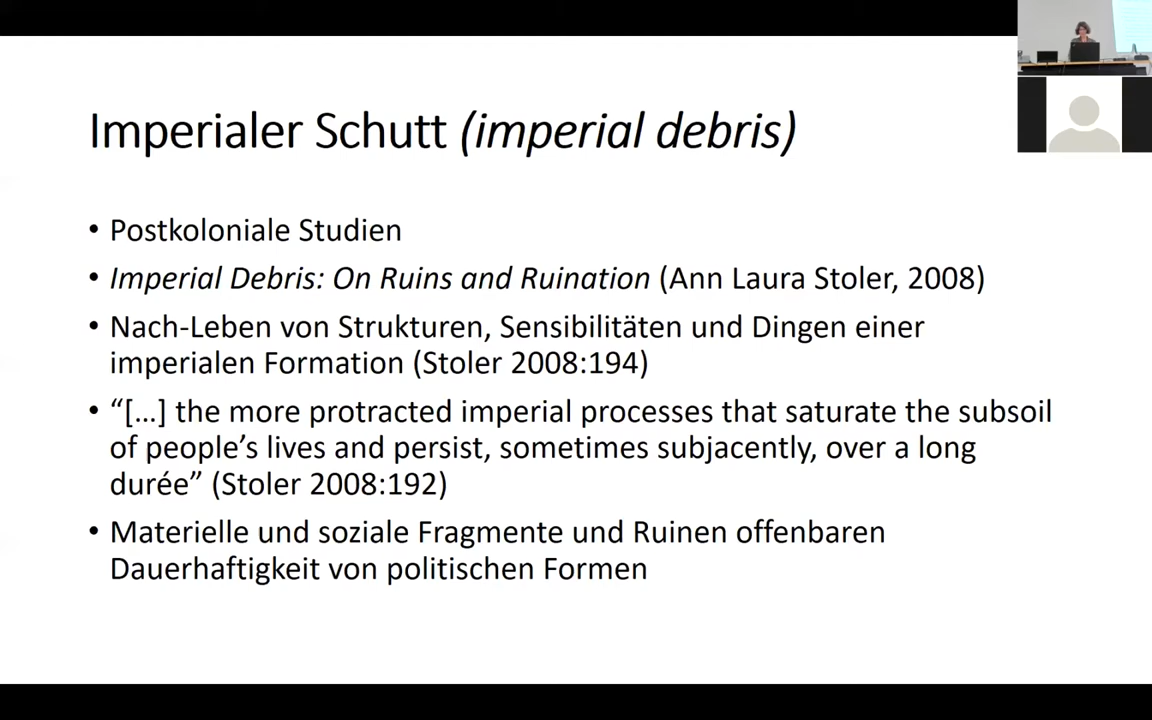 Imperialer Schutt (imperial debris)
• Postkoloniale Studien
• Imperial Debris: On Ruins and Ruination (Ann Laura Stoler, 2008)
• Nach-Leben von Strukturen, Sensibilitäten und Dingen einer
imperialen Formation (Stoler 2008:194)
• “[…] the more protracted imperial processes that saturate the subsoil
of people’s lives and persist, sometimes subjacently, over a long
durée” (Stoler 2008:192)
• Materielle und soziale Fragmente und Ruinen offenbaren
Dauerhaftigkeit von politischen Formen